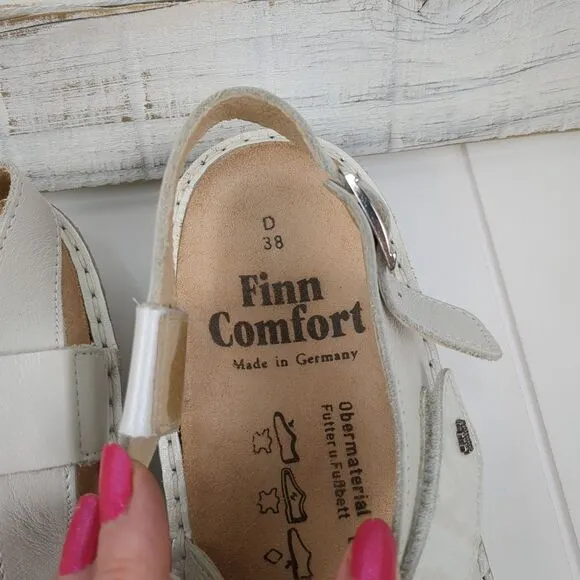 D
38
Finn
Comfort
Made in Germany
Obermaterial
Futter u. Fußbett